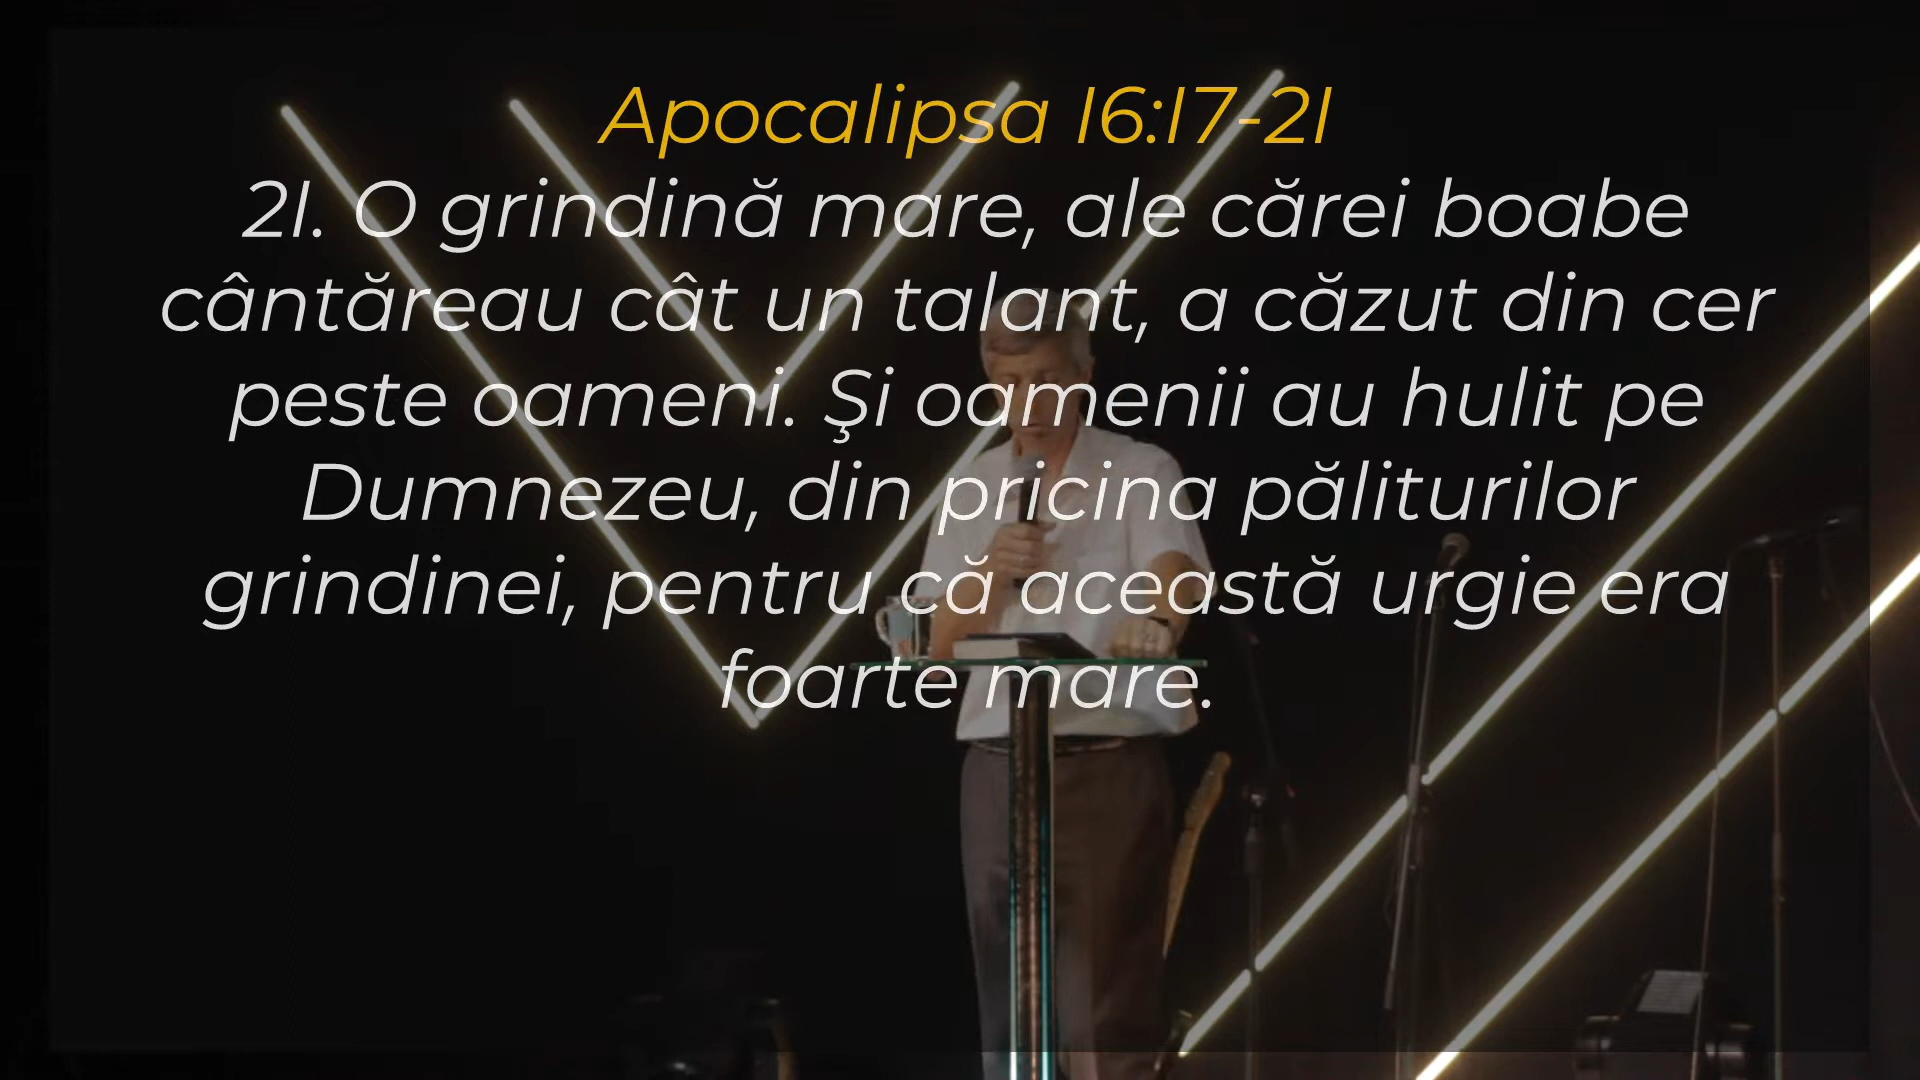 Apocalipsa 16:17-21
21. O grindină mare, ale cărei boabe
cântăreau cât un talant, a căzut din cer
peste oameni. Şi oamenii au hulit pe
Dumnezeu, din pricina păliturilor
grindinei, pentru că această urgie era
foarte mare.